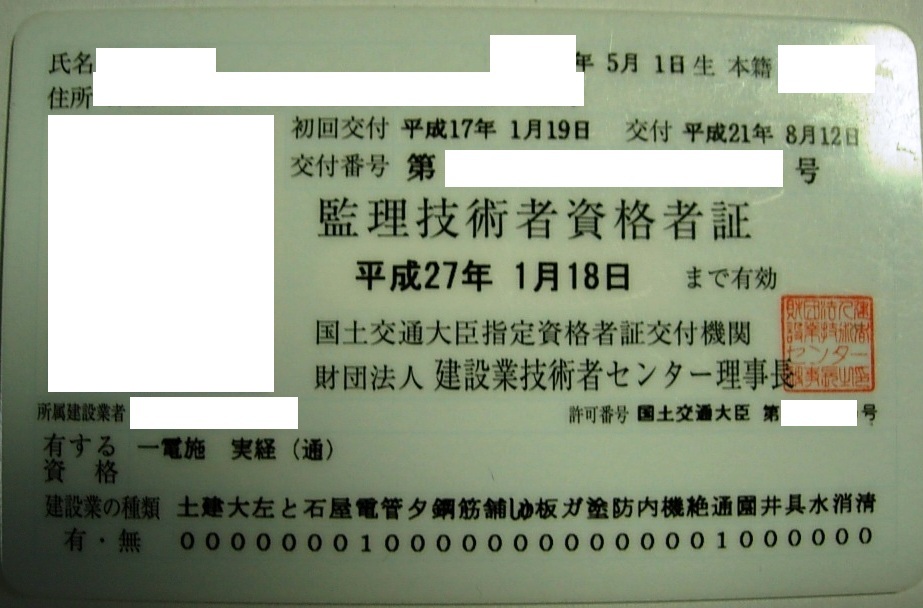 氏名 年 5月 1日生 本籍
住所
初回交付 平成17年 1月19日 交付 平成21年 8月12日
交付番号 第 号
監理技術者資格者証
平成27年 1月18日 まで有効
国土交通大臣指定資格者証交付機関
財団法人 建設業技術者センター理事長
所属建設業者 許可番号 国土交通大臣 第 号
有する資格 一電施 実経(通)
建設業の種類 土建大左と石屋電管タ鋼筋舗しゅ板ガ塗防内機絶通園井具水消清
有・無 0000000100000000000001000000